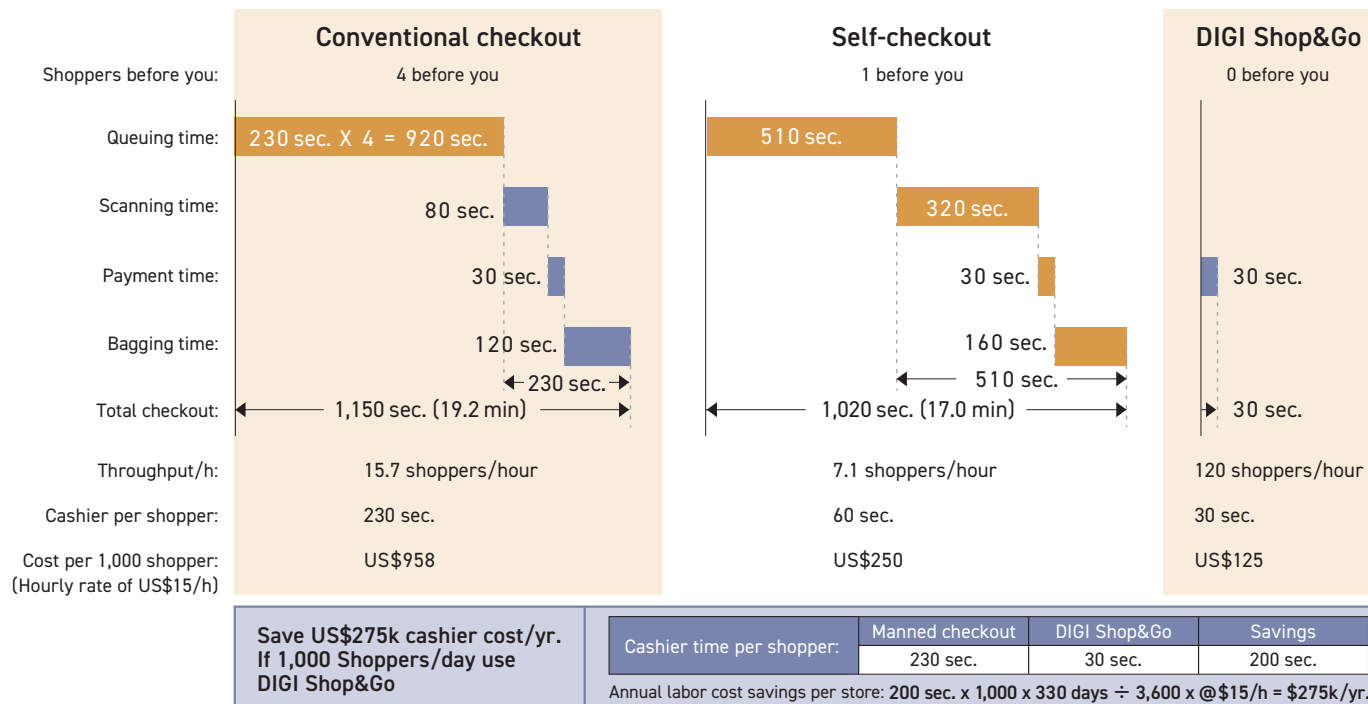 Conventional checkout Self-checkout DIGI Shop&Go
Shoppers before you: 4 before you 1 before you 0 before you
Queuing time: 230 sec. X 4 = 920 sec. 510 sec.
Scanning time: 80 sec. 320 sec.
Payment time: 30 sec. 30 sec. 30 sec.
Bagging time: 120 sec. 160 sec.
230 sec. 510 sec.
Total checkout: 1,150 sec. (19.2 min) 1,020 sec. (17.0 min) 30 sec.
Throughput/h: 15.7 shoppers/hour 7.1 shoppers/hour 120 shoppers/hour
Cashier per shopper: 230 sec. 60 sec. 30 sec.
Cost per 1,000 shopper: US$958 US$250 US$125
(Hourly rate of US$15/h)
Save US$275k cashier cost/yr.
If 1,000 Shoppers/day use
DIGI Shop&Go
Cashier time per shopper: Manned checkout DIGI Shop&Go Savings
230 sec. 30 sec. 200 sec.
Annual labor cost savings per store: 200 sec. x 1,000 x 330 days ÷ 3,600 x @$15/h = $275k/yr.